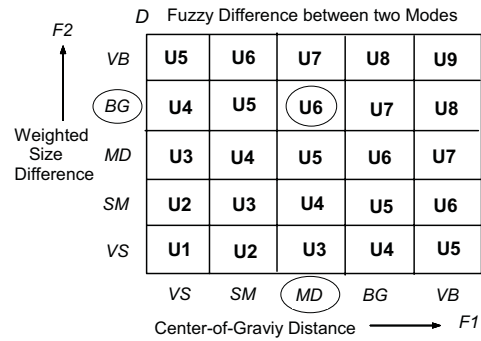 D Fuzzy Difference between two Modes
F2
VB U5 U6 U7 U8 U9
BG U4 U5 U6 U7 U8
Weighted
Size
Difference
MD U3 U4 U5 U6 U7
SM U2 U3 U4 U5 U6
VS U1 U2 U3 U4 U5
VS SM MD BG VB
Center-of-Graviy Distance F1